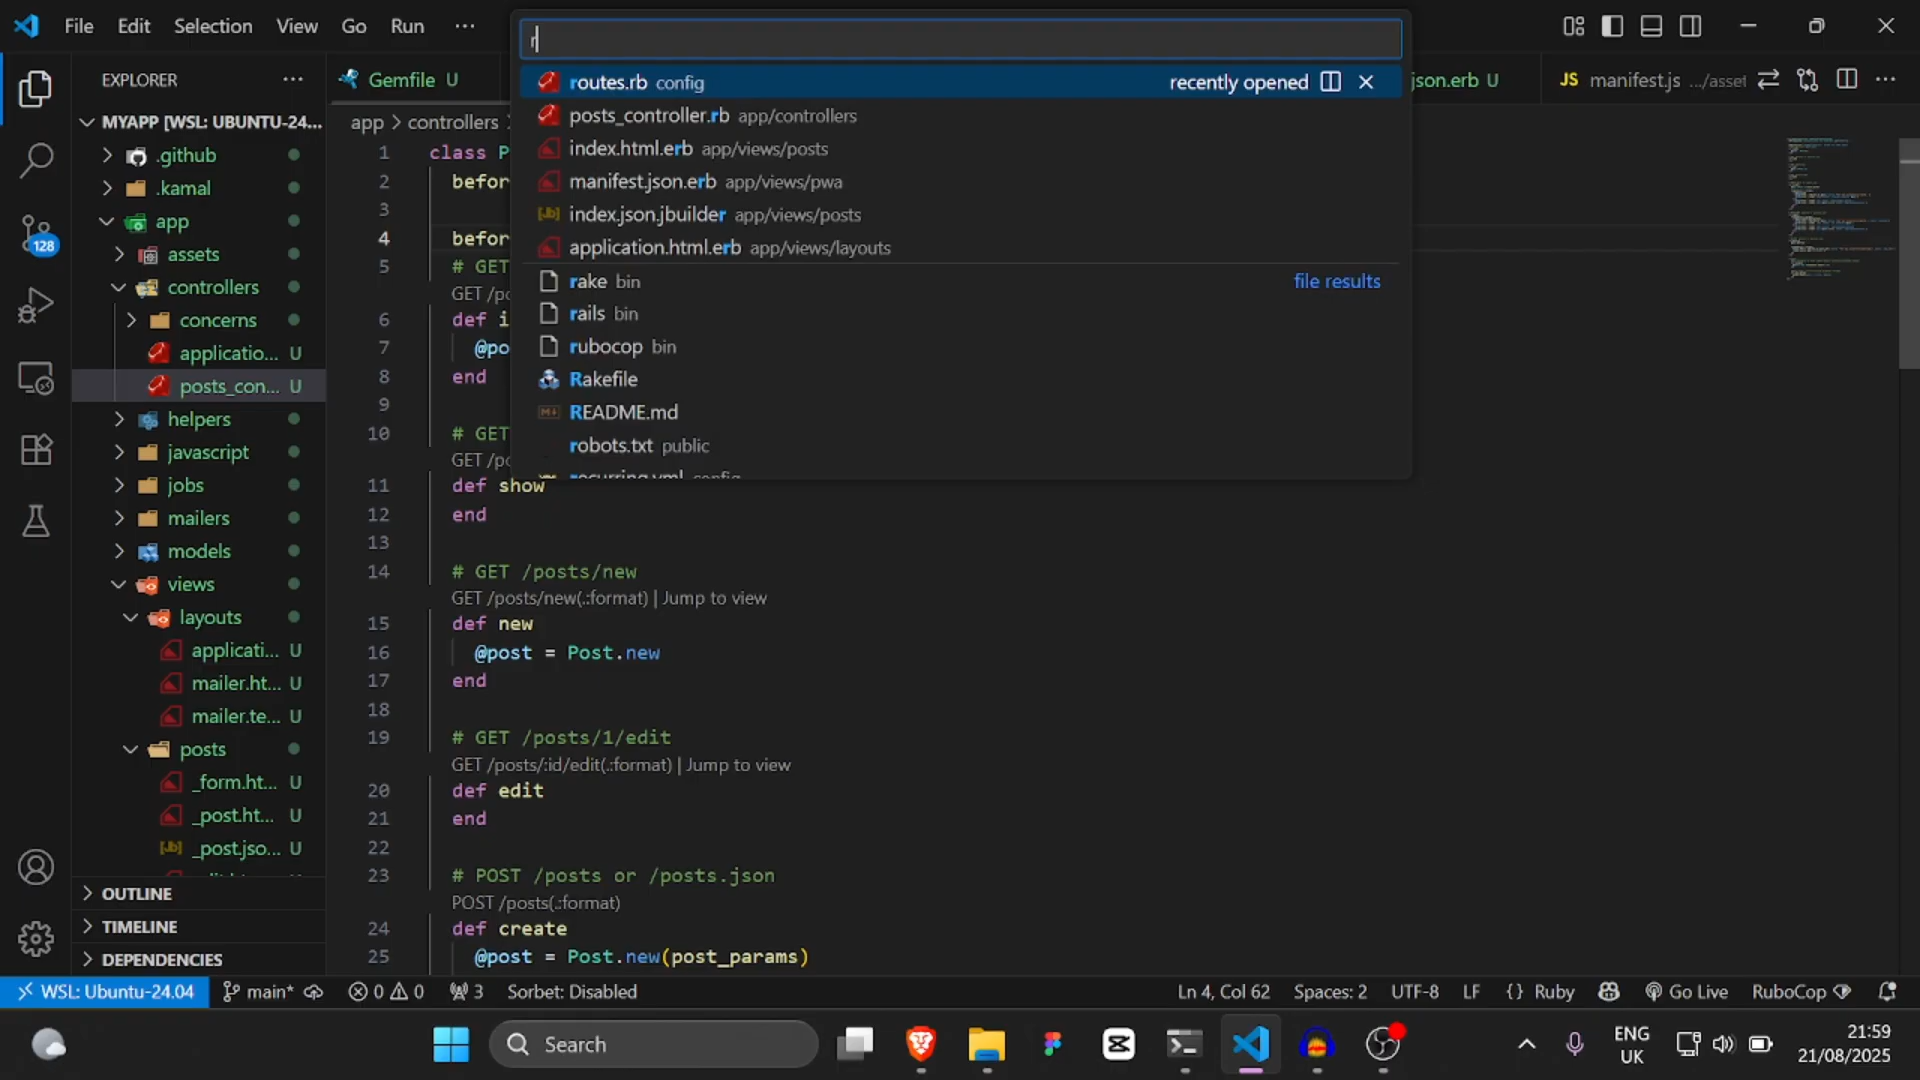 File Edit Selection View Go Run ···
r
routes.rb config recently opened
posts_controller.rb app/controllers
index.html.erb app/views/posts
manifest.json.erb app/views/pwa
index.json.jbuilder app/views/posts
application.html.erb app/views/layouts
rake bin file results
rails bin
rubocop bin
Rakefile
README.md
robots.txt public
recurring.yml config
EXPLORER
MYAPP [WSL: UBUNTU-24...
.github
.kamal
app
assets
controllers
concerns
applicatio... U
posts_con... U
helpers
javascript
jobs
mailers
models
views
layouts
applicati... U
mailer.ht... U
mailer.te... U
posts
_form.ht... U
_post.ht... U
_post.jso... U
OUTLINE
TIMELINE
DEPENDENCIES
128
Gemfile U
json.erb U
JS manifest.js .../asset
app > controllers >
1 class P
2 befor
3
4 befor
5 # GET
GET /po
6 def i
7 @po
8 end
9
10 # GET
GET /po
11 def show
12 end
13
14 # GET /posts/new
GET /posts/new(.:format) | Jump to view
15 def new
16 @post = Post.new
17 end
18
19 # GET /posts/1/edit
GET /posts/:id/edit(.:format) | Jump to view
20 def edit
21 end
22
23 # POST /posts or /posts.json
POST /posts(.:format)
24 def create
25 @post = Post.new(post_params)
WSL: Ubuntu-24.04 main* 0 0 3 Sorbet: Disabled Ln 4, Col 62 Spaces: 2 UTF-8 LF {} Ruby Go Live RuboCop
Search
ENG
UK
21:59
21/08/2025